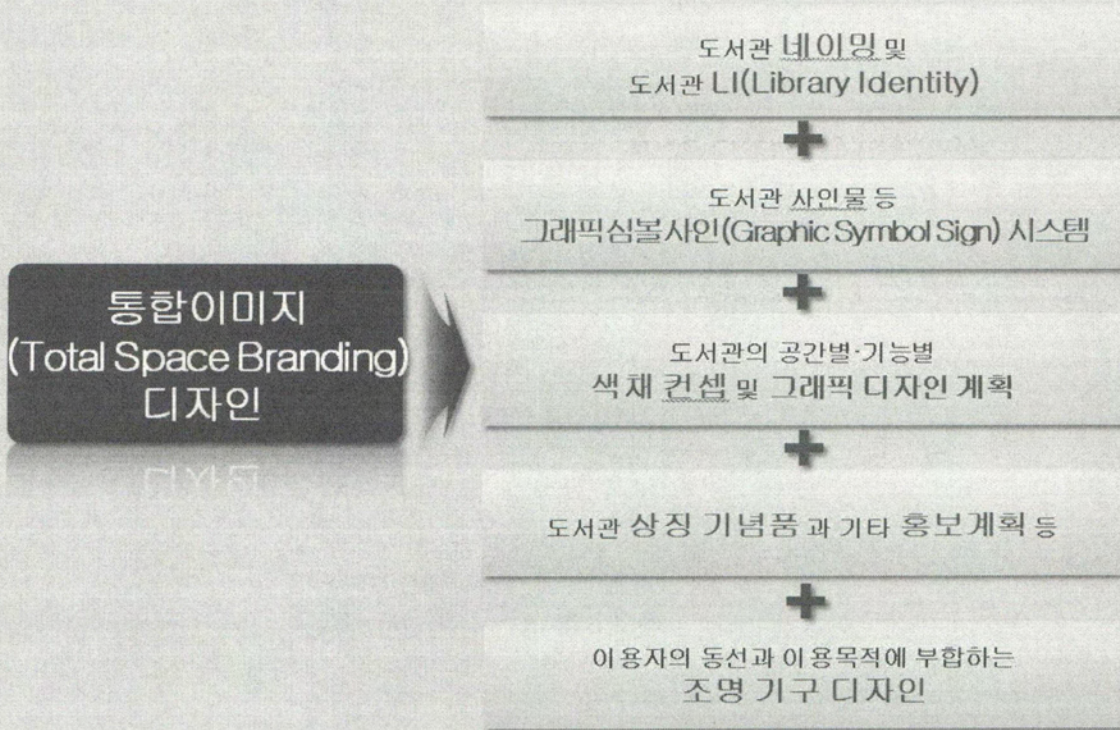 통합이미지
(Total Space Branding)
디자인
도서관 네이밍 및
도서관 LI(Library Identity)
도서관 사인물 등
그래픽심볼사인(Graphic Symbol Sign) 시스템
도서관의 공간별·기능별
색채 컨셉 및 그래픽 디자인 계획
도서관 상징 기념품 과 기타 홍보계획 등
이용자의 동선과 이용목적에 부합하는
조명 기구 디자인